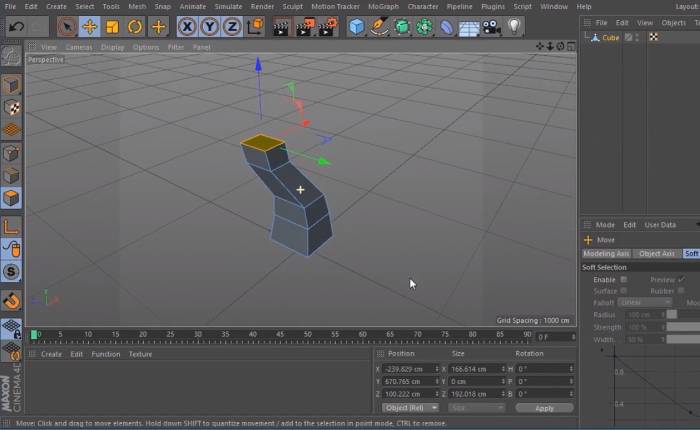 File Edit Create Select Tools Mesh Snap Animate Simulate Render Sculpt Motion Tracker MoGraph Character Pipeline Plugins Script Window Help Layout:
File Edit View Objects
View Cameras Display Options Filter Panel
Cube
Perspective
X Y Z
Mode Edit User Data
Move
Modeling Axis Object Axis Soft
Soft Selection
Enable Preview
Surface Rubber
Falloff Linear
Radius 100 cm
Strength 100 %
Width 50 %
0.8
0.4
Grid Spacing : 1000 cm
0 5 10 15 20 25 30 35 40 45 50 55 60 65 70 75 80 85 90 0 F
Create Edit Function Texture
Position Size Rotation
X -239.829 cm X 166.614 cm H 0 °
Y 670.765 cm Y 0 cm P 0 °
Z 100.222 cm Z 192.018 cm B 0 °
Object (Rel) Size Apply
MAXON
CINEMA 4D
Move: Click and drag to move elements. Hold down SHIFT to quantize movement / add to the selection in point mode, CTRL to remove.